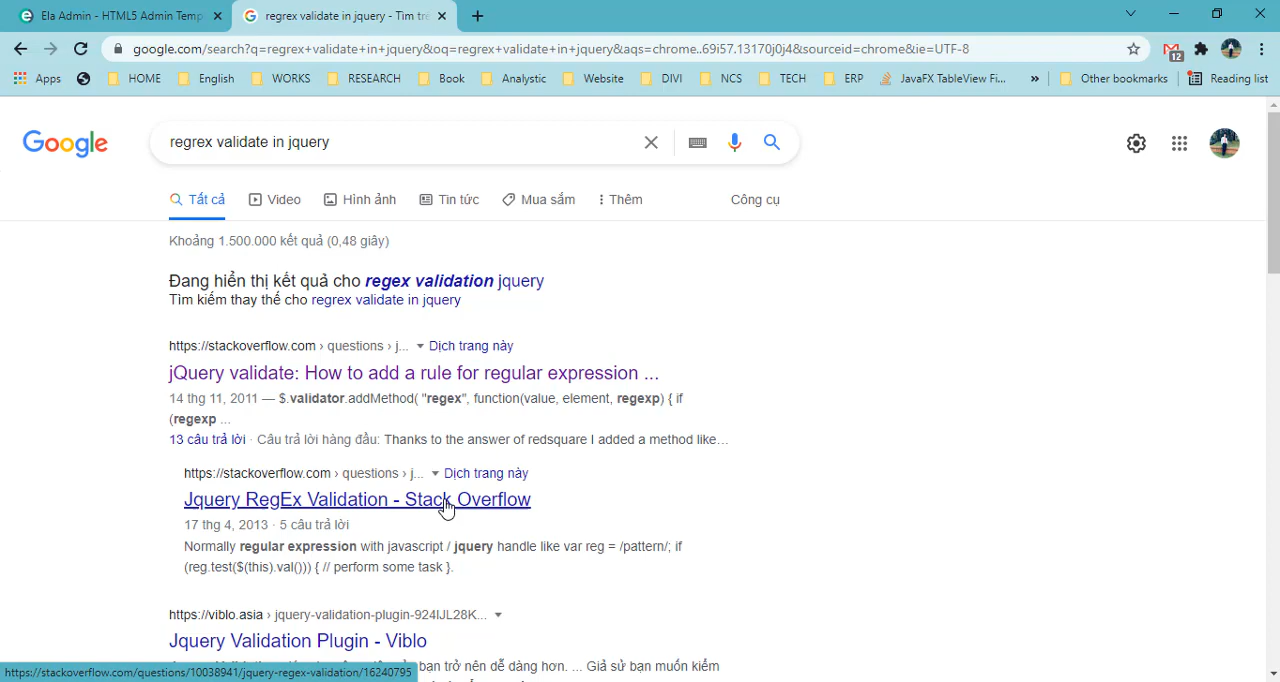 Ela Admin - HTML5 Admin Temp
regrex validate in jquery - Tìm trê
google.com/search?q=regrex+validate+in+jquery&oq=regrex+validate+in+jquery&aqs=chrome..69i57.13170j0j4&sourceid=chrome&ie=UTF-8
12
Apps HOME English WORKS RESEARCH Book Analystic Website DIVI NCS TECH ERP JavaFX TableView Fi... » Other bookmarks Reading list
Google
regrex validate in jquery
Tất cả Video Hình ảnh Tin tức Mua sắm Thêm Công cụ
Khoảng 1.500.000 kết quả (0,48 giây)
Đang hiển thị kết quả cho regex validation jquery
Tìm kiếm thay thế cho regrex validate in jquery
https://stackoverflow.com › questions › j... Dịch trang này
jQuery validate: How to add a rule for regular expression ...
14 thg 11, 2011 — $.validator.addMethod( "regex", function(value, element, regexp) { if
(regexp ...
13 câu trả lời · Câu trả lời hàng đầu: Thanks to the answer of redsquare I added a method like…
https://stackoverflow.com › questions › j... Dịch trang này
Jquery RegEx Validation - Stack Overflow
17 thg 4, 2013 · 5 câu trả lời
Normally regular expression with javascript / jquery handle like var reg = /pattern/; if
(reg.test($(this).val())) { // perform some task }.
https://viblo.asia › jquery-validation-plugin-924lJL28K...
Jquery Validation Plugin - Viblo
bạn trở nên dễ dàng hơn. ... Giả sử bạn muốn kiểm
https://stackoverflow.com/questions/10038941/jquery-regex-validation/16240795